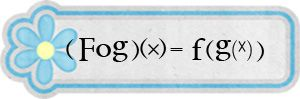 (Fog)(x) = f(g(x))